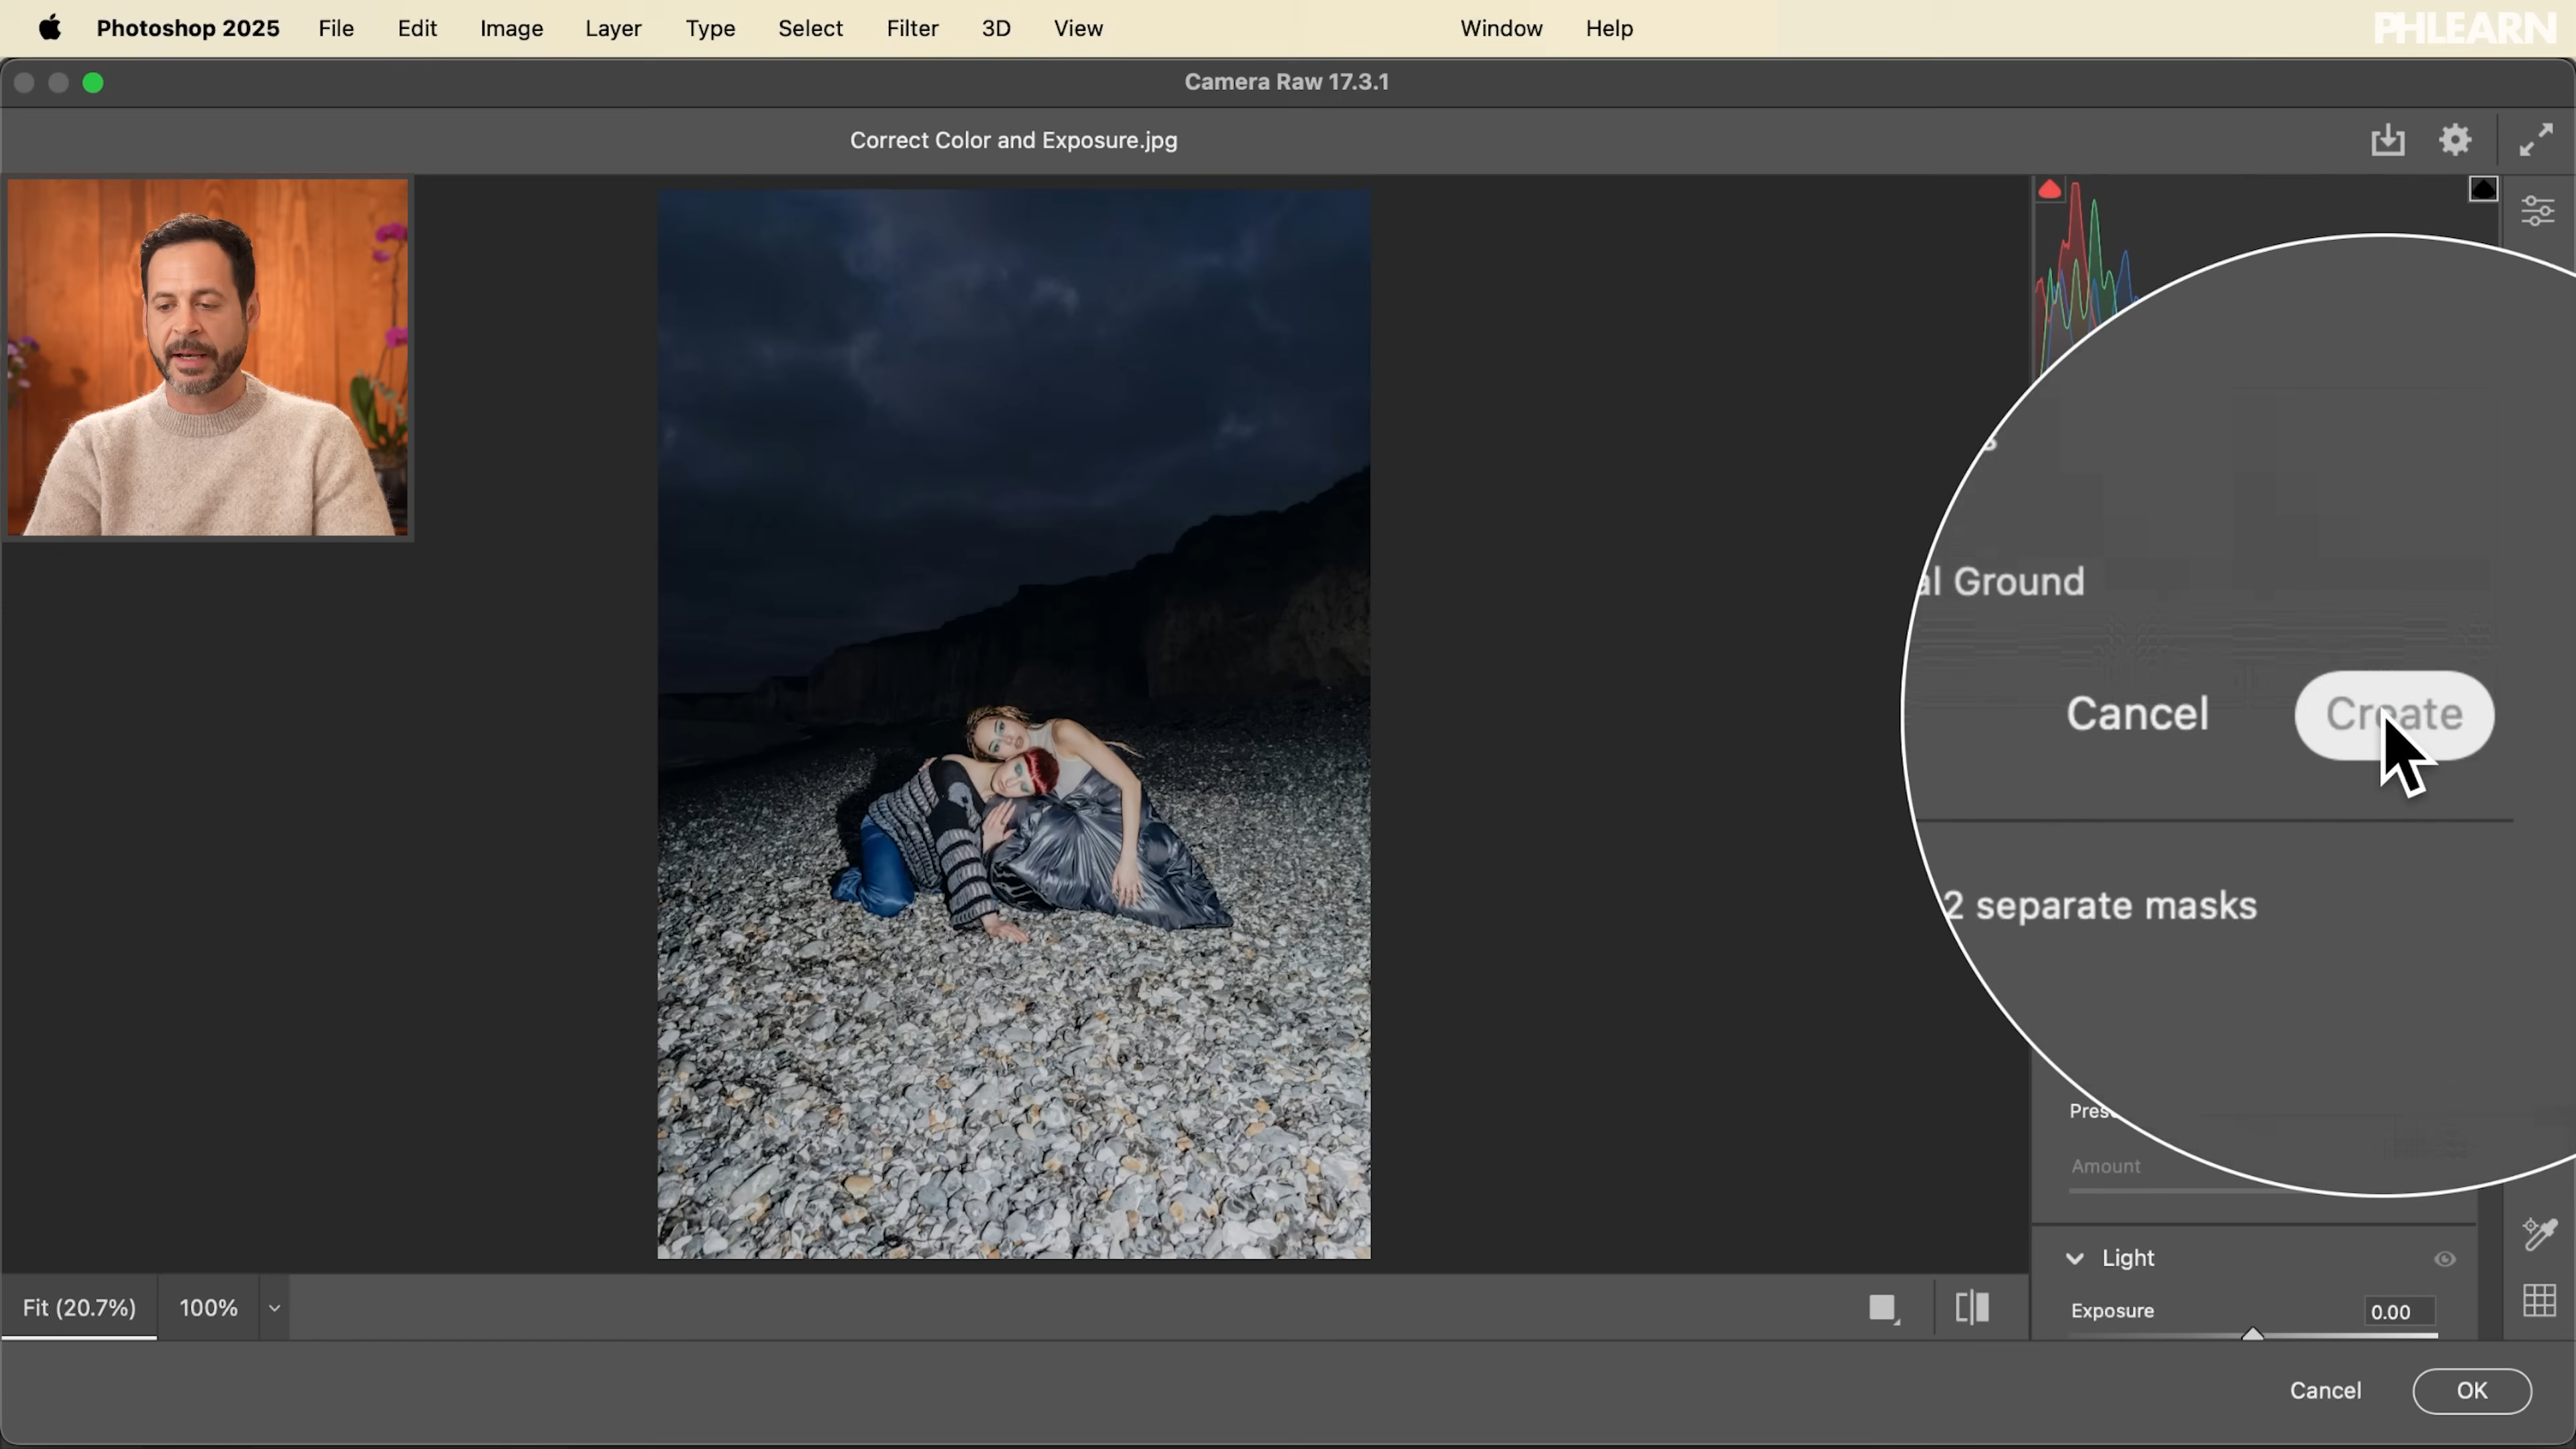 Photoshop 2025 File Edit Image Layer Type Select Filter 3D View Window Help
PHLEARN
Camera Raw 17.3.1
Correct Color and Exposure.jpg
Ground
Cancel Create
2 separate masks
Amount
Light
Exposure 0.00
Fit (20.7%) 100%
Cancel OK